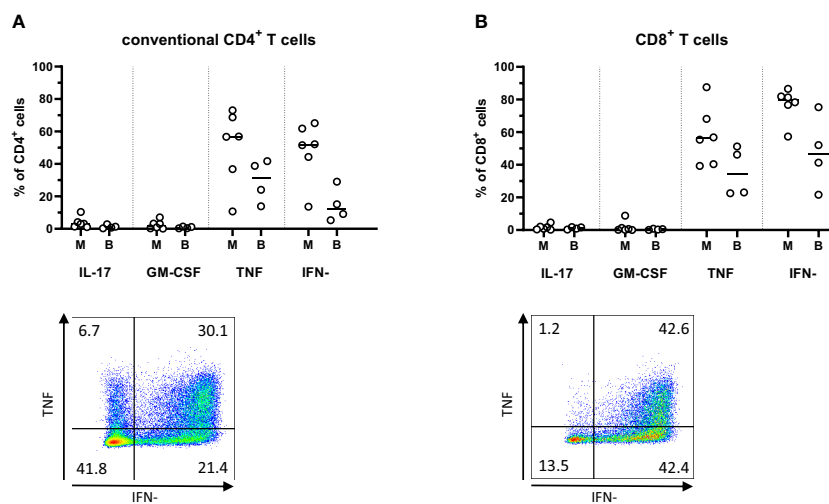 A
conventional CD4+ T cells
% of CD4+ cells
100
80
60
40
20
0
M B M B M B M B
IL-17 GM-CSF TNF IFN-
6.7 30.1
TNF
41.8 21.4
IFN-
B
CD8+ T cells
% of CD8+ cells
100
80
60
40
20
0
M B M B M B M B
IL-17 GM-CSF TNF IFN-
1.2 42.6
TNF
13.5 42.4
IFN-